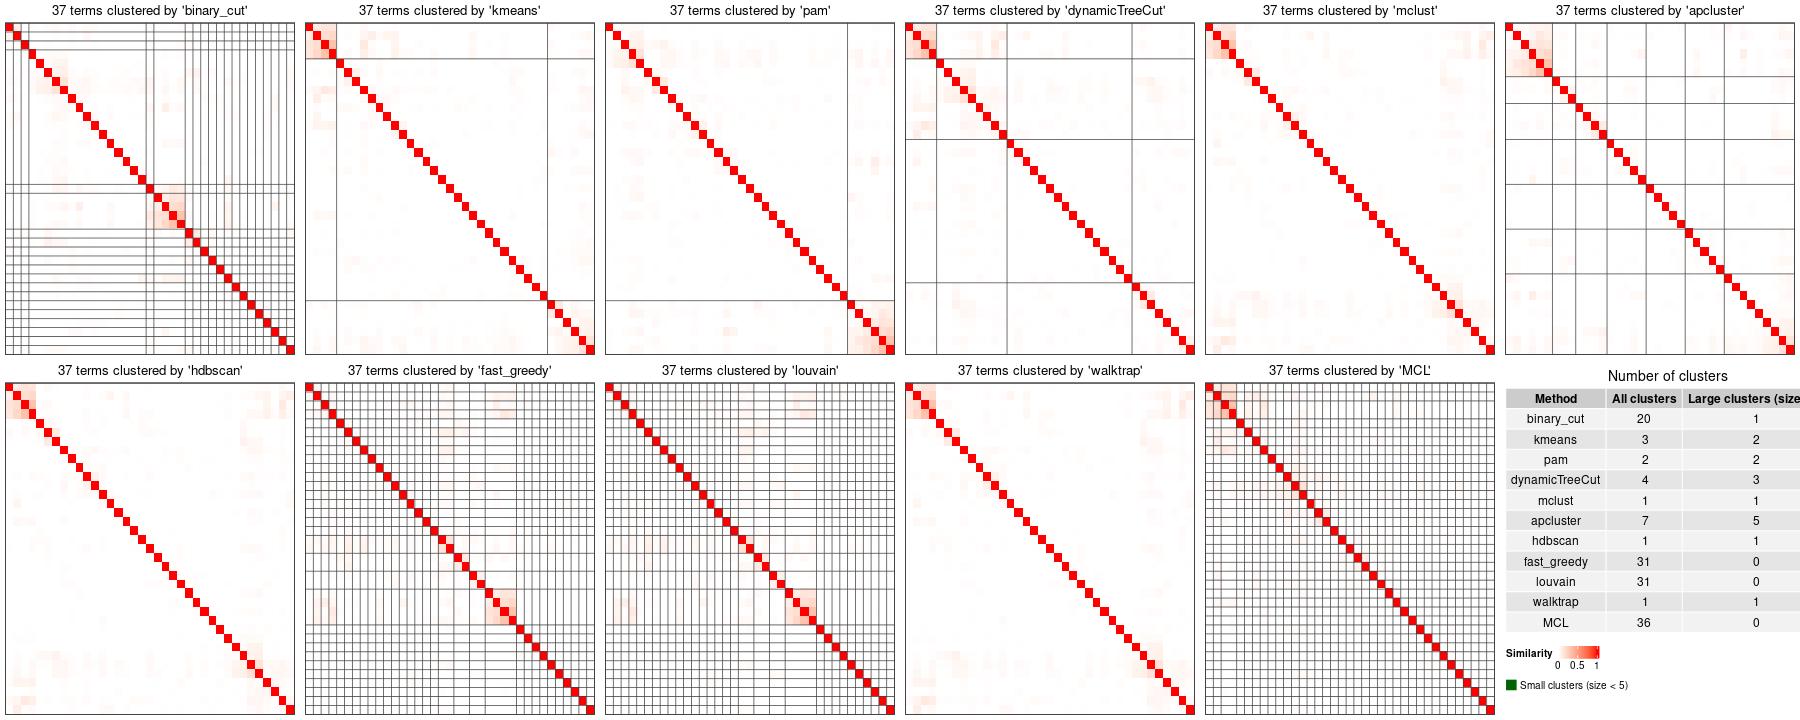 37 terms clustered by 'binary_cut'
37 terms clustered by 'kmeans'
37 terms clustered by 'pam'
37 terms clustered by 'dynamicTreeCut'
37 terms clustered by 'mclust'
37 terms clustered by 'apcluster'
37 terms clustered by 'hdbscan'
37 terms clustered by 'fast_greedy'
37 terms clustered by 'louvain'
37 terms clustered by 'walktrap'
37 terms clustered by 'MCL'
Number of clusters
Method All clusters Large clusters (size
binary_cut 20 1
kmeans 3 2
pam 2 2
dynamicTreeCut 4 3
mclust 1 1
apcluster 7 5
hdbscan 1 1
fast_greedy 31 0
louvain 31 0
walktrap 1 1
MCL 36 0
Similarity
0 0.5 1
Small clusters (size < 5)